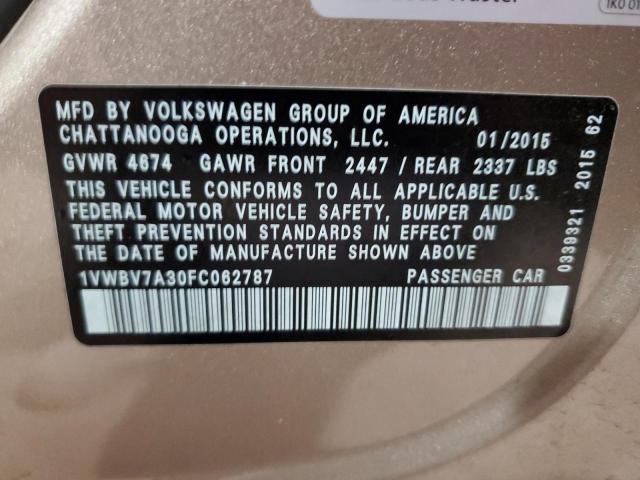 MFD BY VOLKSWAGEN GROUP OF AMERICA
CHATTANOOGA OPERATIONS, LLC. 01/2015
GVWR 4674 GAWR FRONT 2447 / REAR 2337 LBS
THIS VEHICLE CONFORMS TO ALL APPLICABLE U.S.
FEDERAL MOTOR VEHICLE SAFETY, BUMPER AND
THEFT PREVENTION STANDARDS IN EFFECT ON
THE DATE OF MANUFACTURE SHOWN ABOVE
1VWBV7A30FC062787 PASSENGER CAR
0339321 2015 62